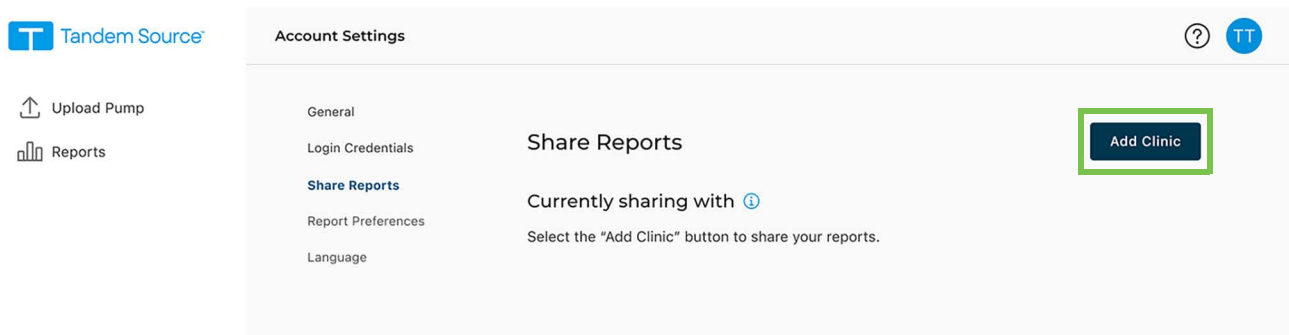 Tandem Source™
Account Settings
?
TT
Upload Pump
Reports
General
Login Credentials
Share Reports
Report Preferences
Language
Share Reports
Add Clinic
Currently sharing with
Select the “Add Clinic” button to share your reports.